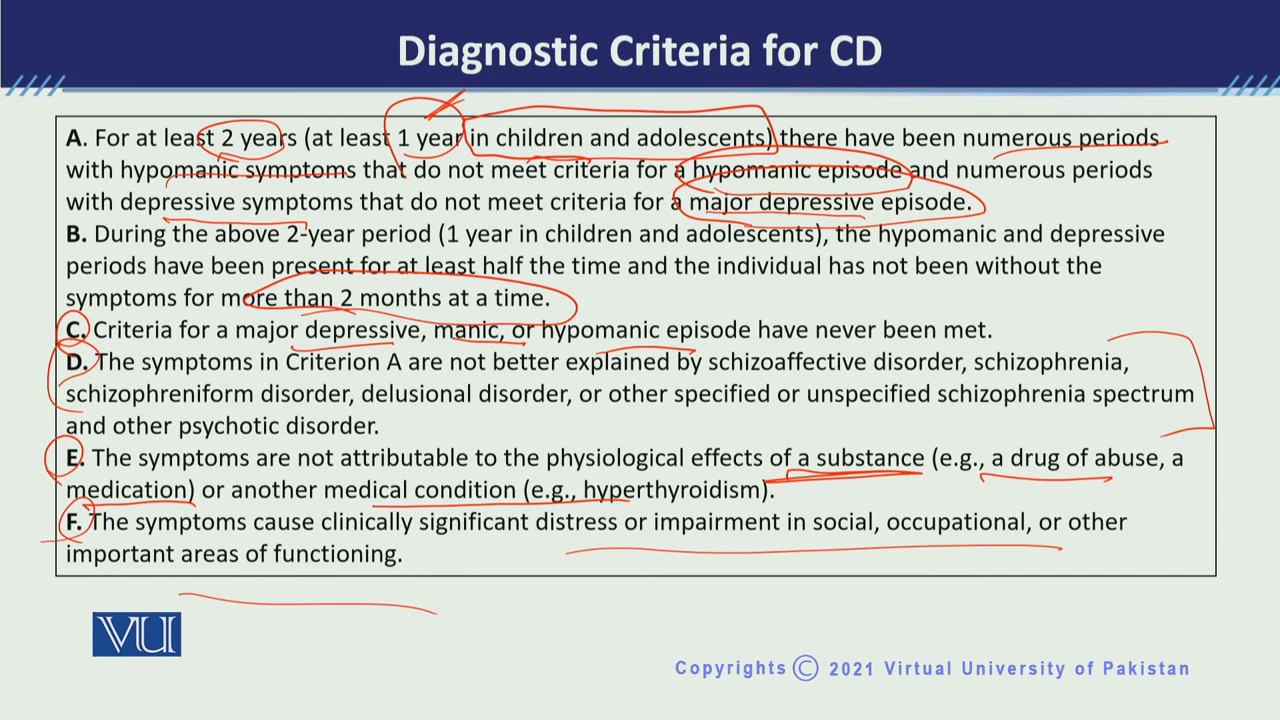 Diagnostic Criteria for CD
A. For at least 2 years (at least 1 year in children and adolescents) there have been numerous periods
with hypomanic symptoms that do not meet criteria for a hypomanic episode and numerous periods
with depressive symptoms that do not meet criteria for a major depressive episode.
B. During the above 2-year period (1 year in children and adolescents), the hypomanic and depressive
periods have been present for at least half the time and the individual has not been without the
symptoms for more than 2 months at a time.
C. Criteria for a major depressive, manic, or hypomanic episode have never been met.
D. The symptoms in Criterion A are not better explained by schizoaffective disorder, schizophrenia,
schizophreniform disorder, delusional disorder, or other specified or unspecified schizophrenia spectrum
and other psychotic disorder.
E. The symptoms are not attributable to the physiological effects of a substance (e.g., a drug of abuse, a
medication) or another medical condition (e.g., hyperthyroidism).
F. The symptoms cause clinically significant distress or impairment in social, occupational, or other
important areas of functioning.
VU
Copyrights © 2021 Virtual University of Pakistan